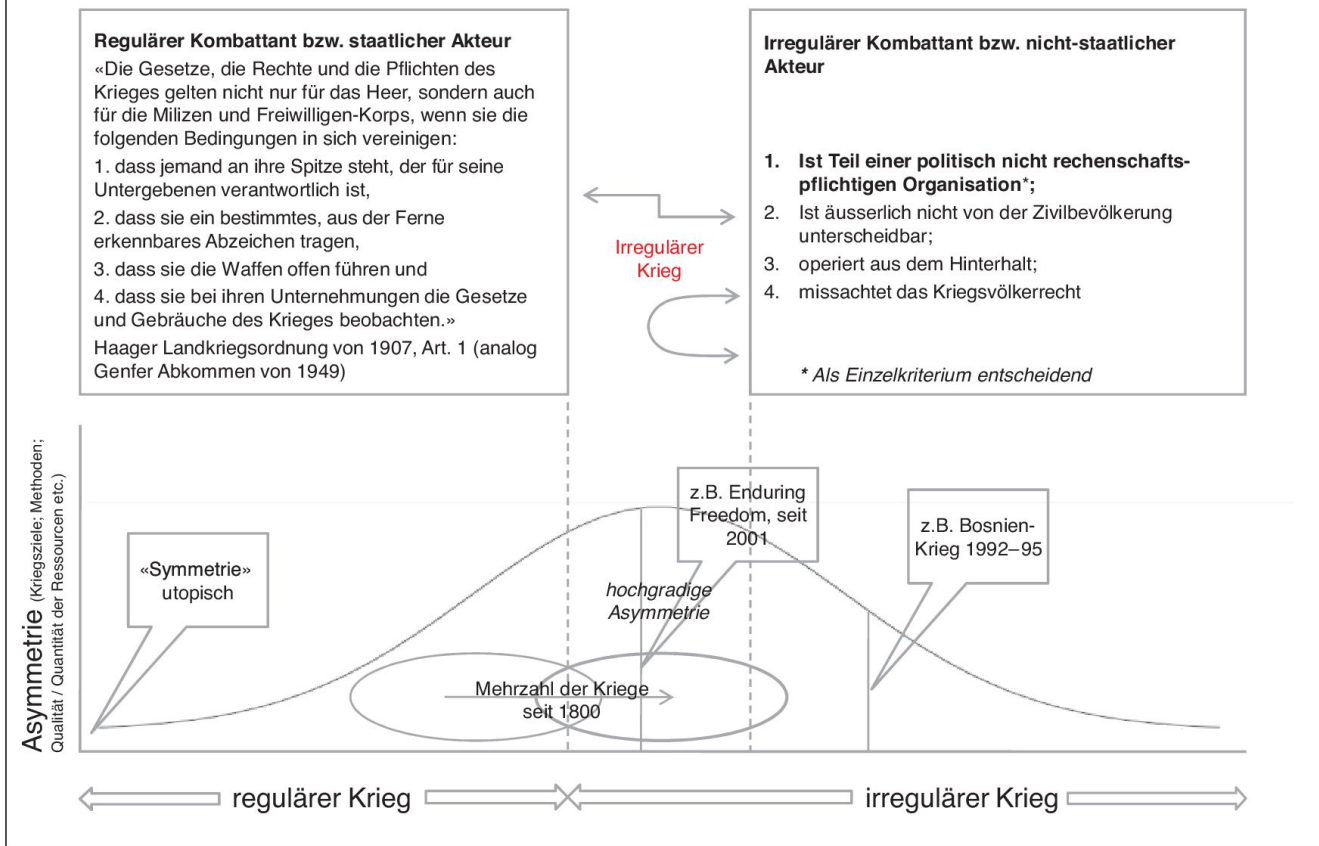 Regulärer Kombattant bzw. staatlicher Akteur
«Die Gesetze, die Rechte und die Pflichten des
Krieges gelten nicht nur für das Heer, sondern auch
für die Milizen und Freiwilligen-Korps, wenn sie die
folgenden Bedingungen in sich vereinigen:
1. dass jemand an ihre Spitze steht, der für seine
Untergebenen verantwortlich ist,
2. dass sie ein bestimmtes, aus der Ferne
erkennbares Abzeichen tragen,
3. dass sie die Waffen offen führen und
4. dass sie bei ihren Unternehmungen die Gesetze
und Gebräuche des Krieges beobachten.»
Haager Landkriegsordnung von 1907, Art. 1 (analog
Genfer Abkommen von 1949)
Irregulärer
Krieg
Irregulärer Kombattant bzw. nicht-staatlicher
Akteur
1. Ist Teil einer politisch nicht rechenschafts-
pflichtigen Organisation*;
2. Ist äusserlich nicht von der Zivilbevölkerung
unterscheidbar;
3. operiert aus dem Hinterhalt;
4. missachtet das Kriegsvölkerrecht
* Als Einzelkriterium entscheidend
Asymmetrie (Kriegsziele; Methoden;
Qualität / Quantität der Ressourcen etc.)
«Symmetrie»
utopisch
z.B. Enduring
Freedom, seit
2001
z.B. Bosnien-
Krieg 1992–95
hochgradige
Asymmetrie
Mehrzahl der Kriege
seit 1800
regulärer Krieg
irregulärer Krieg